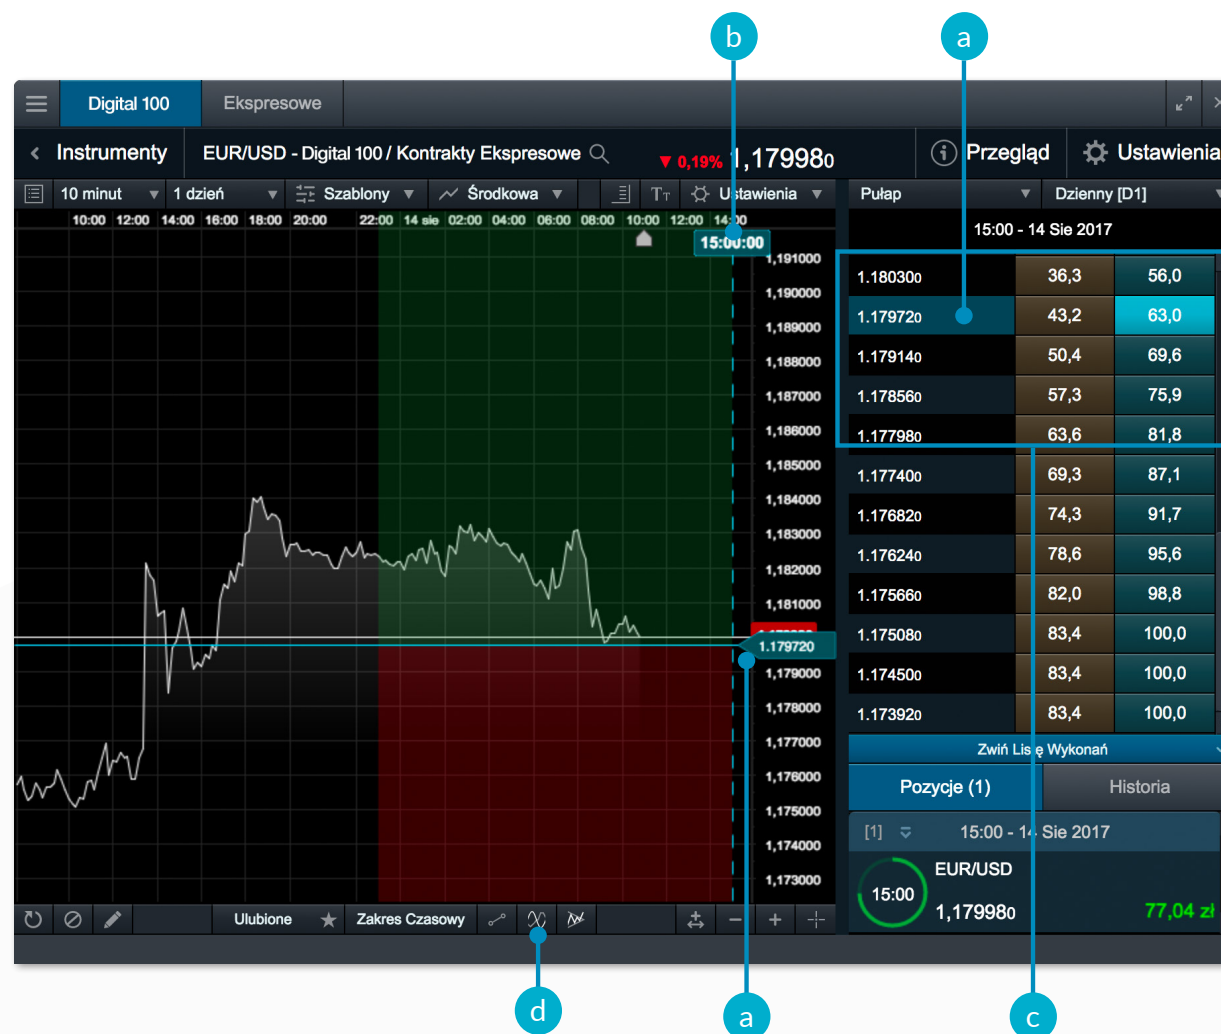 b a
Digital 100 Ekspresowe
Instrumenty EUR/USD - Digital 100 / Kontrakty Ekspresowe ▼ 0,19% 1,179980 Przegląd Ustawienia
10 minut ▼ 1 dzień ▼ Szablony ▼ Środkowa ▼ Tт Ustawienia ▼ Pułap ▼ Dzienny [D1]
10:00 12:00 14:00 16:00 18:00 20:00 22:00 14 sie 02:00 04:00 06:00 08:00 10:00 12:00 14:00
15:00 - 14 Sie 2017
15:00:00
1,191000
1,190000
1,189000
1,188000
1,187000
1,186000
1,185000
1,184000
1,183000
1,182000
1,181000
1.179720
1,179000
1,178000
1,177000
1,176000
1,175000
1,174000
1,173000
1.180300 36,3 56,0
1.179720 43,2 63,0
1.179140 50,4 69,6
1.178560 57,3 75,9
1.177980 63,6 81,8
1.177400 69,3 87,1
1.176820 74,3 91,7
1.176240 78,6 95,6
1.175660 82,0 98,8
1.175080 83,4 100,0
1.174500 83,4 100,0
1.173920 83,4 100,0
Zwiń Listę Wykonań
Pozycje (1) Historia
[1] 15:00 - 14 Sie 2017
EUR/USD
15:00
1,179980 77,04 zł
Ulubione ★ Zakres Czasowy
d a c